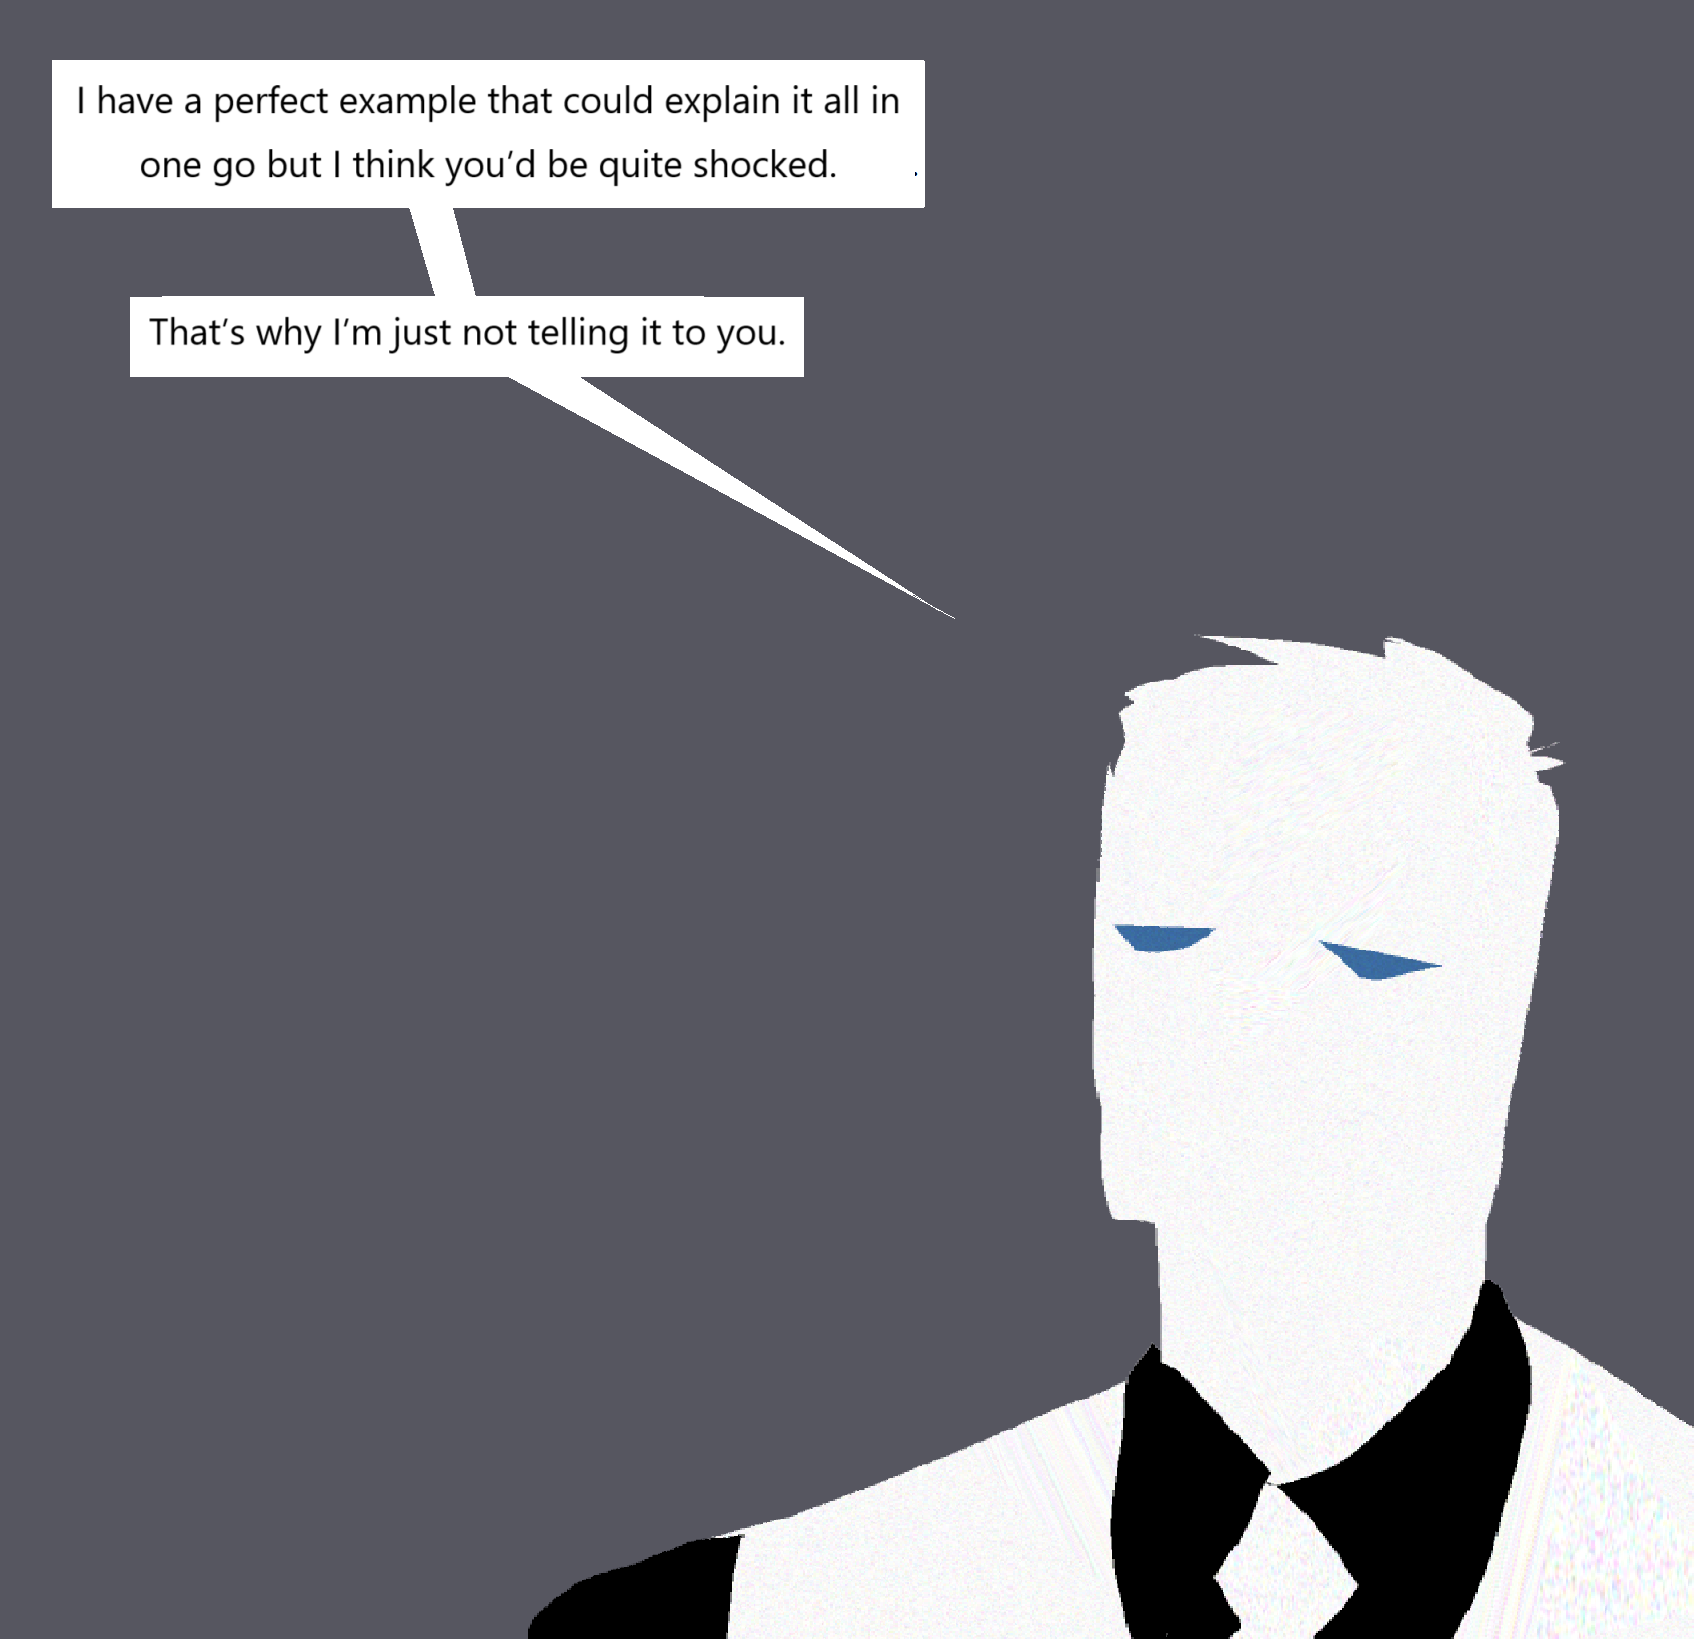 I have a perfect example that could explain it all in
one go but I think you’d be quite shocked.
That’s why I’m just not telling it to you.